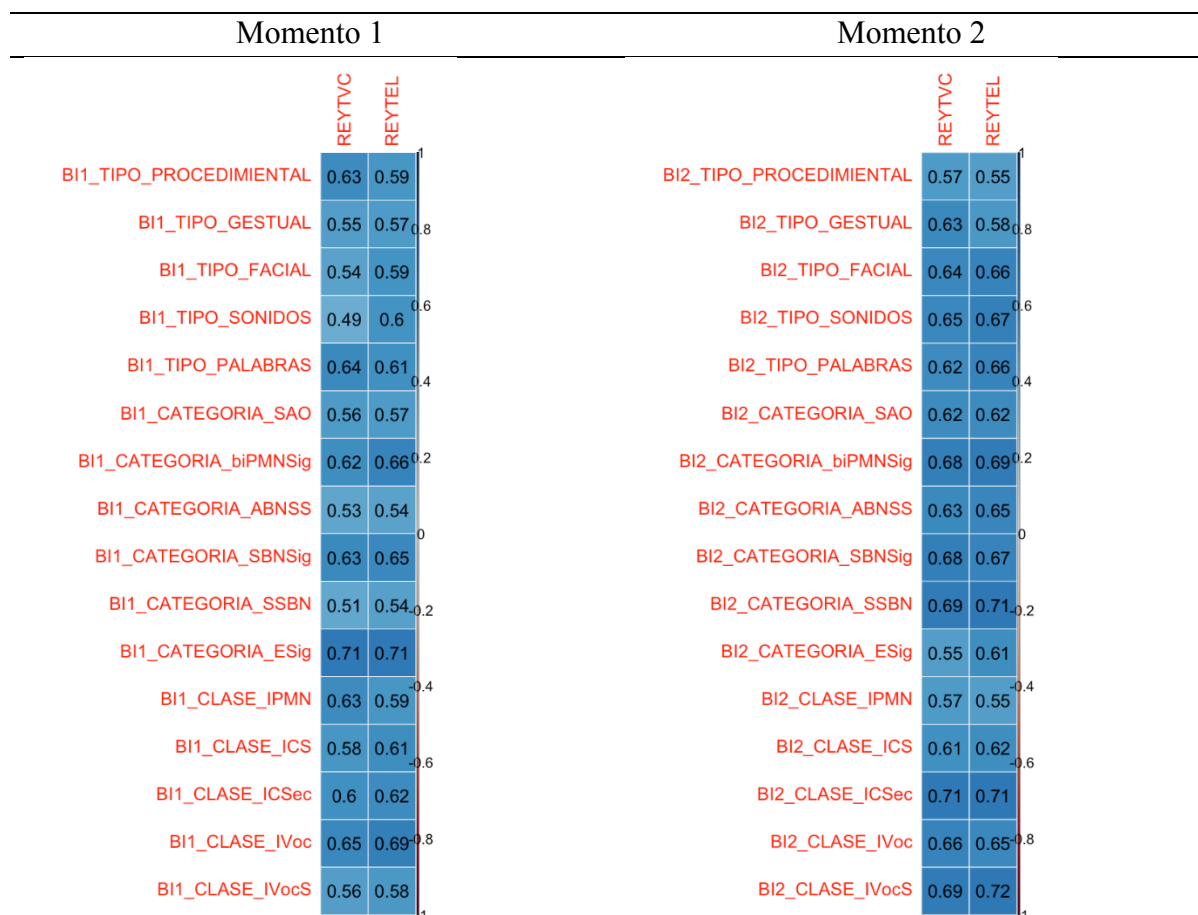 Momento 1 Momento 2
REYTVC REYTEL REYTVC REYTEL
1 1
BI1_TIPO_PROCEDIMIENTAL 0.63 0.59 BI2_TIPO_PROCEDIMIENTAL 0.57 0.55
BI1_TIPO_GESTUAL 0.55 0.57 0.8 BI2_TIPO_GESTUAL 0.63 0.58 0.8
BI1_TIPO_FACIAL 0.54 0.59 BI2_TIPO_FACIAL 0.64 0.66
0.6 0.6
BI1_TIPO_SONIDOS 0.49 0.6 BI2_TIPO_SONIDOS 0.65 0.67
BI1_TIPO_PALABRAS 0.64 0.61 BI2_TIPO_PALABRAS 0.62 0.66
0.4 0.4
BI1_CATEGORIA_SAO 0.56 0.57 BI2_CATEGORIA_SAO 0.62 0.62
BI1_CATEGORIA_biPMNSig 0.62 0.66 0.2 BI2_CATEGORIA_biPMNSig 0.68 0.69 0.2
BI1_CATEGORIA_ABNSS 0.53 0.54 BI2_CATEGORIA_ABNSS 0.63 0.65
0 0
BI1_CATEGORIA_SBNSig 0.63 0.65 BI2_CATEGORIA_SBNSig 0.68 0.67
BI1_CATEGORIA_SSBN 0.51 0.54 -0.2 BI2_CATEGORIA_SSBN 0.69 0.71 -0.2
BI1_CATEGORIA_ESig 0.71 0.71 BI2_CATEGORIA_ESig 0.55 0.61
-0.4 -0.4
BI1_CLASE_IPMN 0.63 0.59 BI2_CLASE_IPMN 0.57 0.55
BI1_CLASE_ICS 0.58 0.61 BI2_CLASE_ICS 0.61 0.62
-0.6 -0.6
BI1_CLASE_ICSec 0.6 0.62 BI2_CLASE_ICSec 0.71 0.71
BI1_CLASE_IVoc 0.65 0.69 -0.8 BI2_CLASE_IVoc 0.66 0.65 -0.8
BI1_CLASE_IVocS 0.56 0.58 BI2_CLASE_IVocS 0.69 0.72
-1 -1